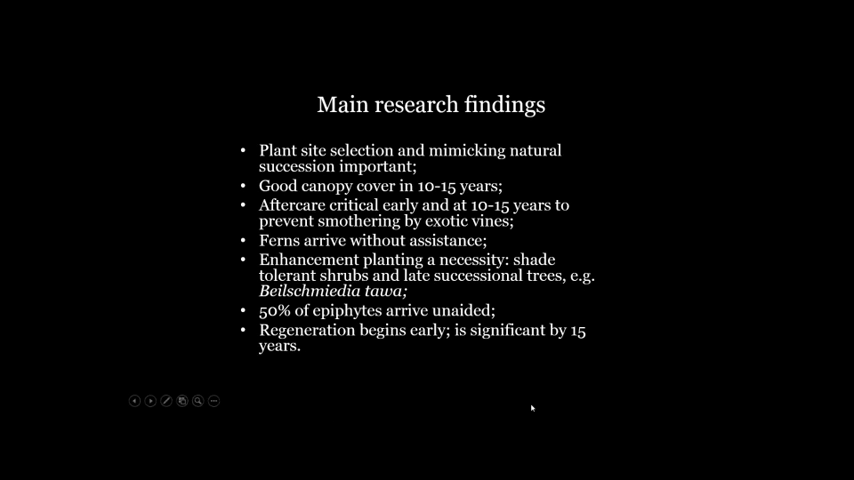 Main research findings
• Plant site selection and mimicking natural
succession important;
• Good canopy cover in 10-15 years;
• Aftercare critical early and at 10-15 years to
prevent smothering by exotic vines;
• Ferns arrive without assistance;
• Enhancement planting a necessity: shade
tolerant shrubs and late successional trees, e.g.
Beilschmiedia tawa;
• 50% of epiphytes arrive unaided;
• Regeneration begins early; is significant by 15
years.